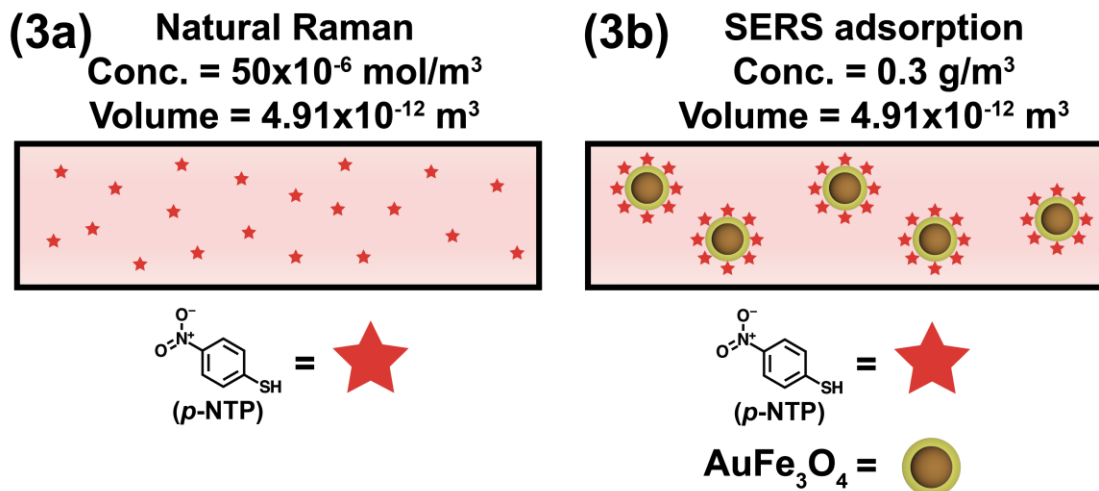 (3a) Natural Raman
Conc. = 50x10⁻⁶ mol/m³
Volume = 4.91x10⁻¹² m³
O⁻
N⁺
O
SH
(p-NTP)
=
(3b) SERS adsorption
Conc. = 0.3 g/m³
Volume = 4.91x10⁻¹² m³
O⁻
N⁺
O
SH
(p-NTP)
=
AuFe₃O₄ =